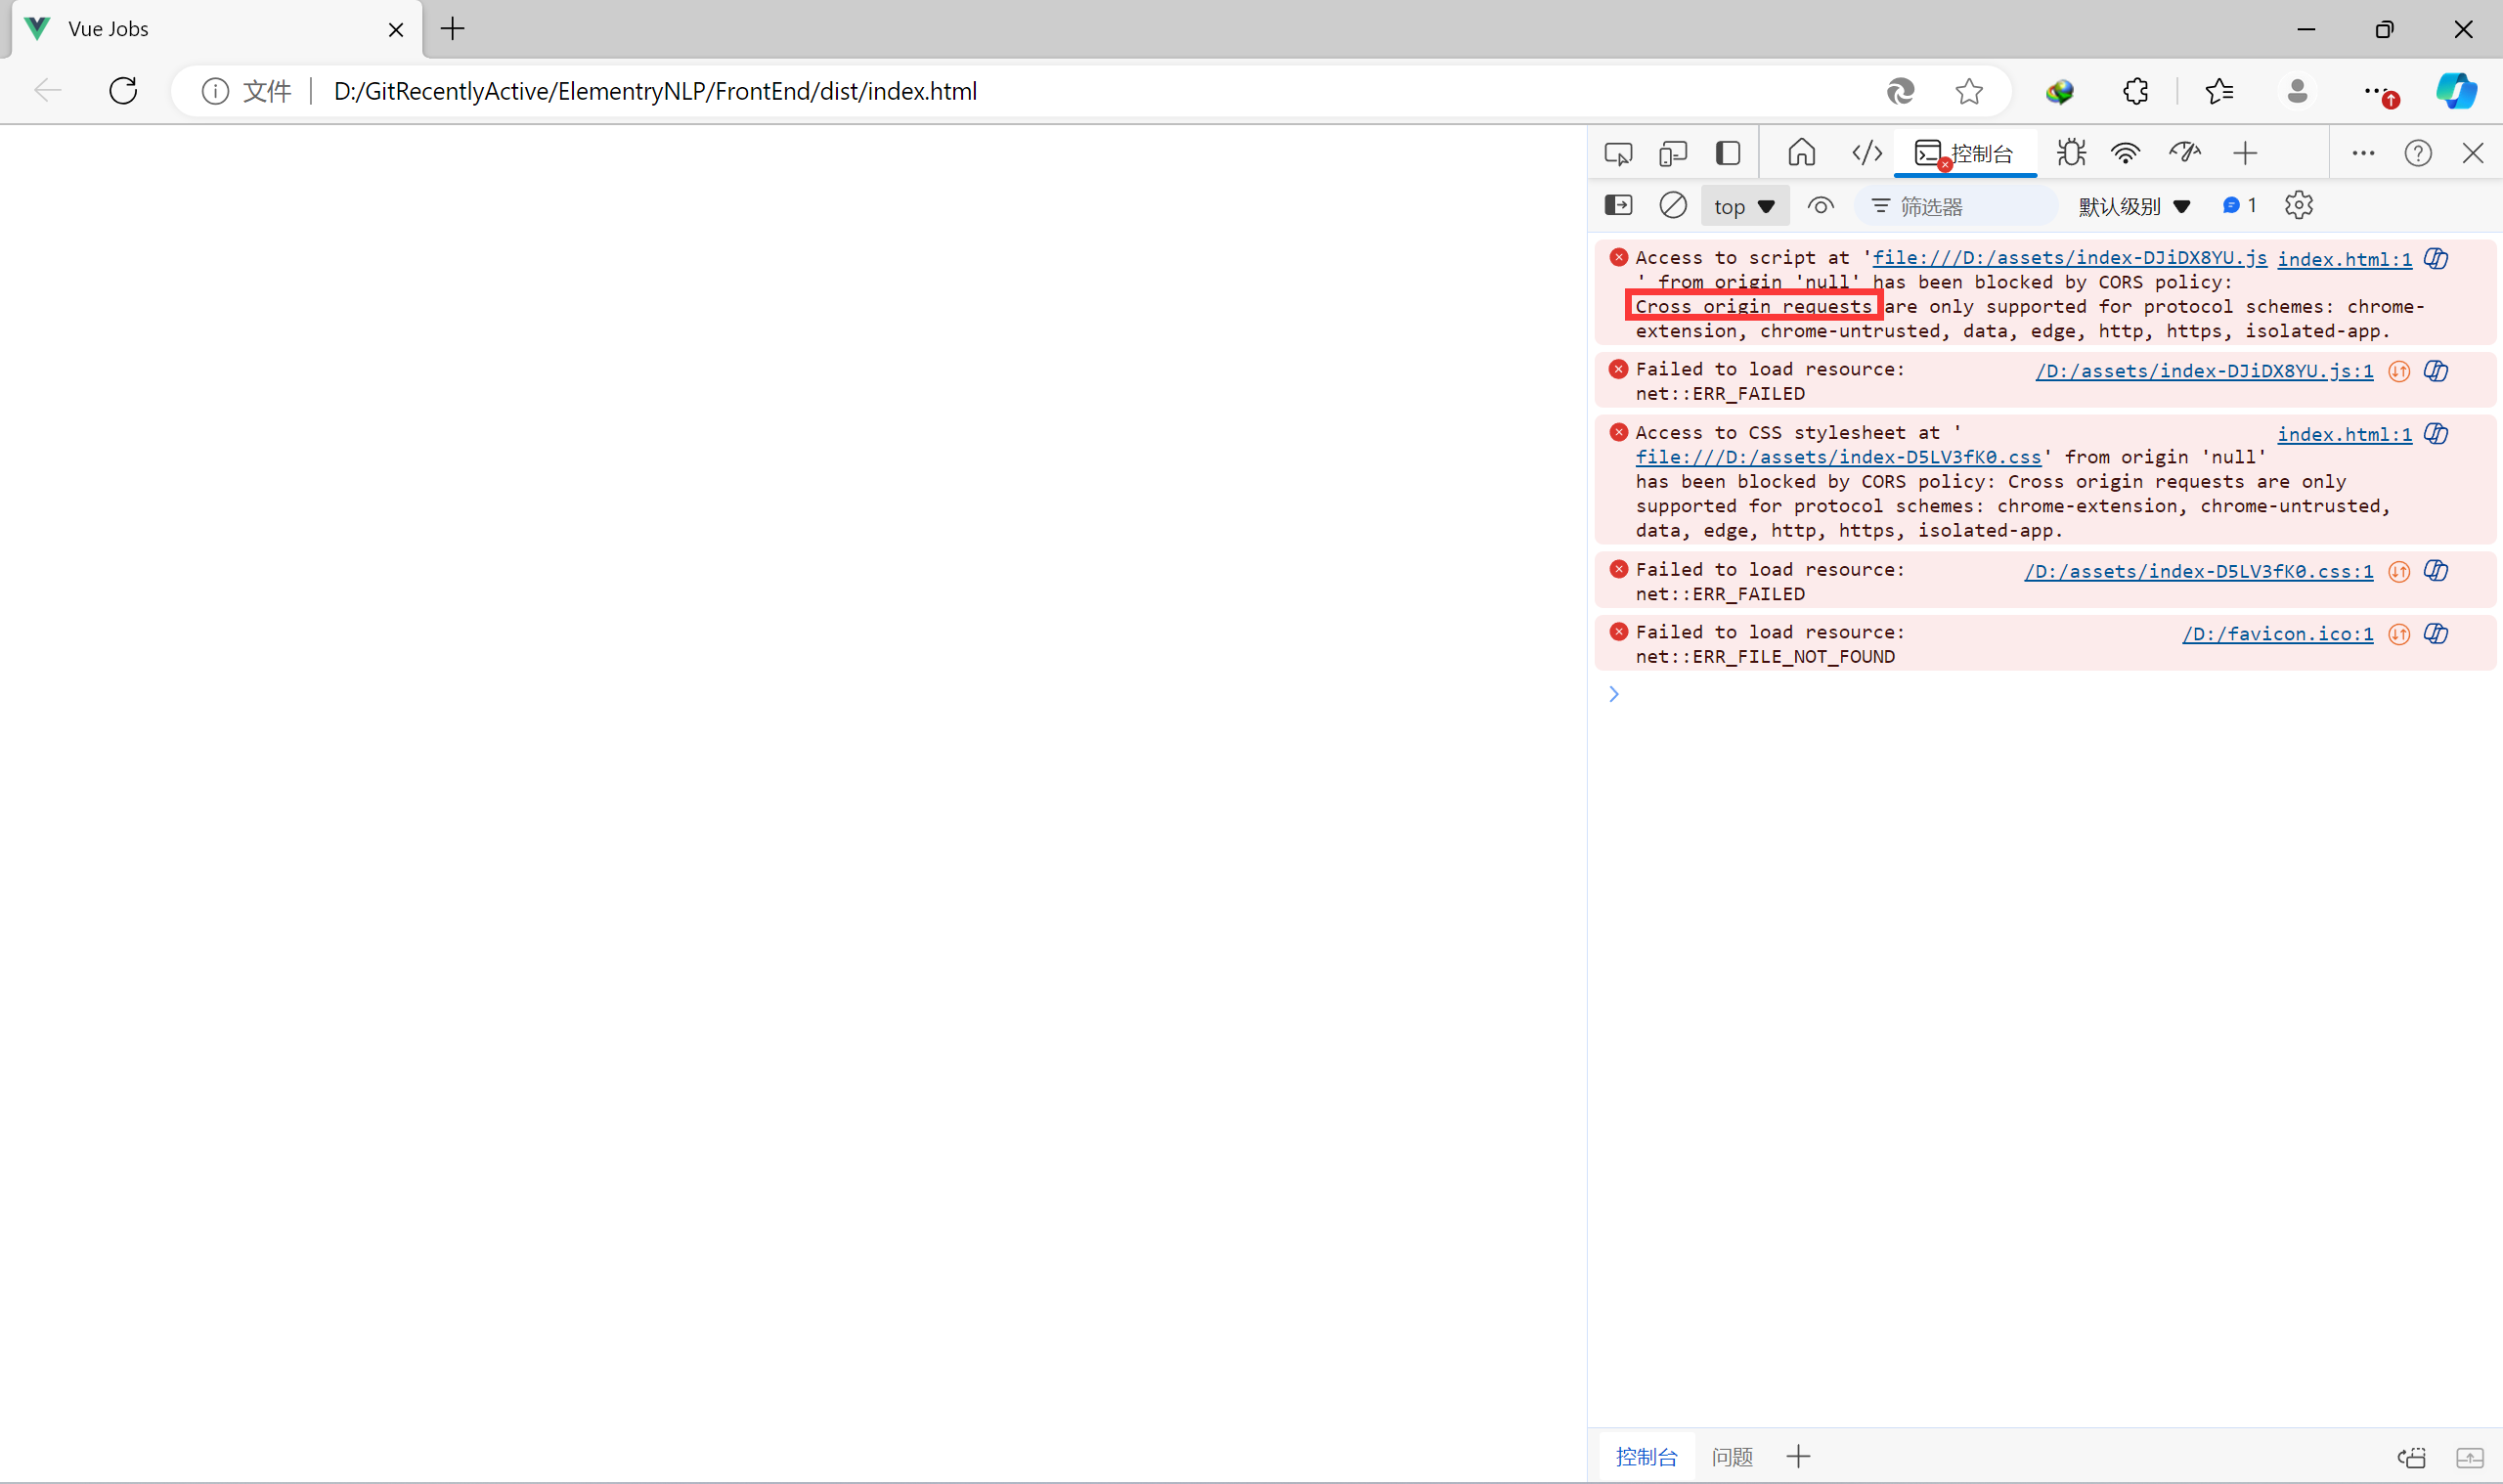 Vue Jobs
文件
D:/GitRecentlyActive/ElementryNLP/FrontEnd/dist/index.html
控制台
top
筛选器
默认级别
1
Access to script at 'file:///D:/assets/index-DJiDX8YU.js index.html:1
' from origin 'null' has been blocked by CORS policy:
Cross origin requests are only supported for protocol schemes: chrome-
extension, chrome-untrusted, data, edge, http, https, isolated-app.
Failed to load resource: /D:/assets/index-DJiDX8YU.js:1
net::ERR_FAILED
Access to CSS stylesheet at ' index.html:1
file:///D:/assets/index-D5LV3fK0.css' from origin 'null'
has been blocked by CORS policy: Cross origin requests are only
supported for protocol schemes: chrome-extension, chrome-untrusted,
data, edge, http, https, isolated-app.
Failed to load resource: /D:/assets/index-D5LV3fK0.css:1
net::ERR_FAILED
Failed to load resource: /D:/favicon.ico:1
net::ERR_FILE_NOT_FOUND
控制台
问题